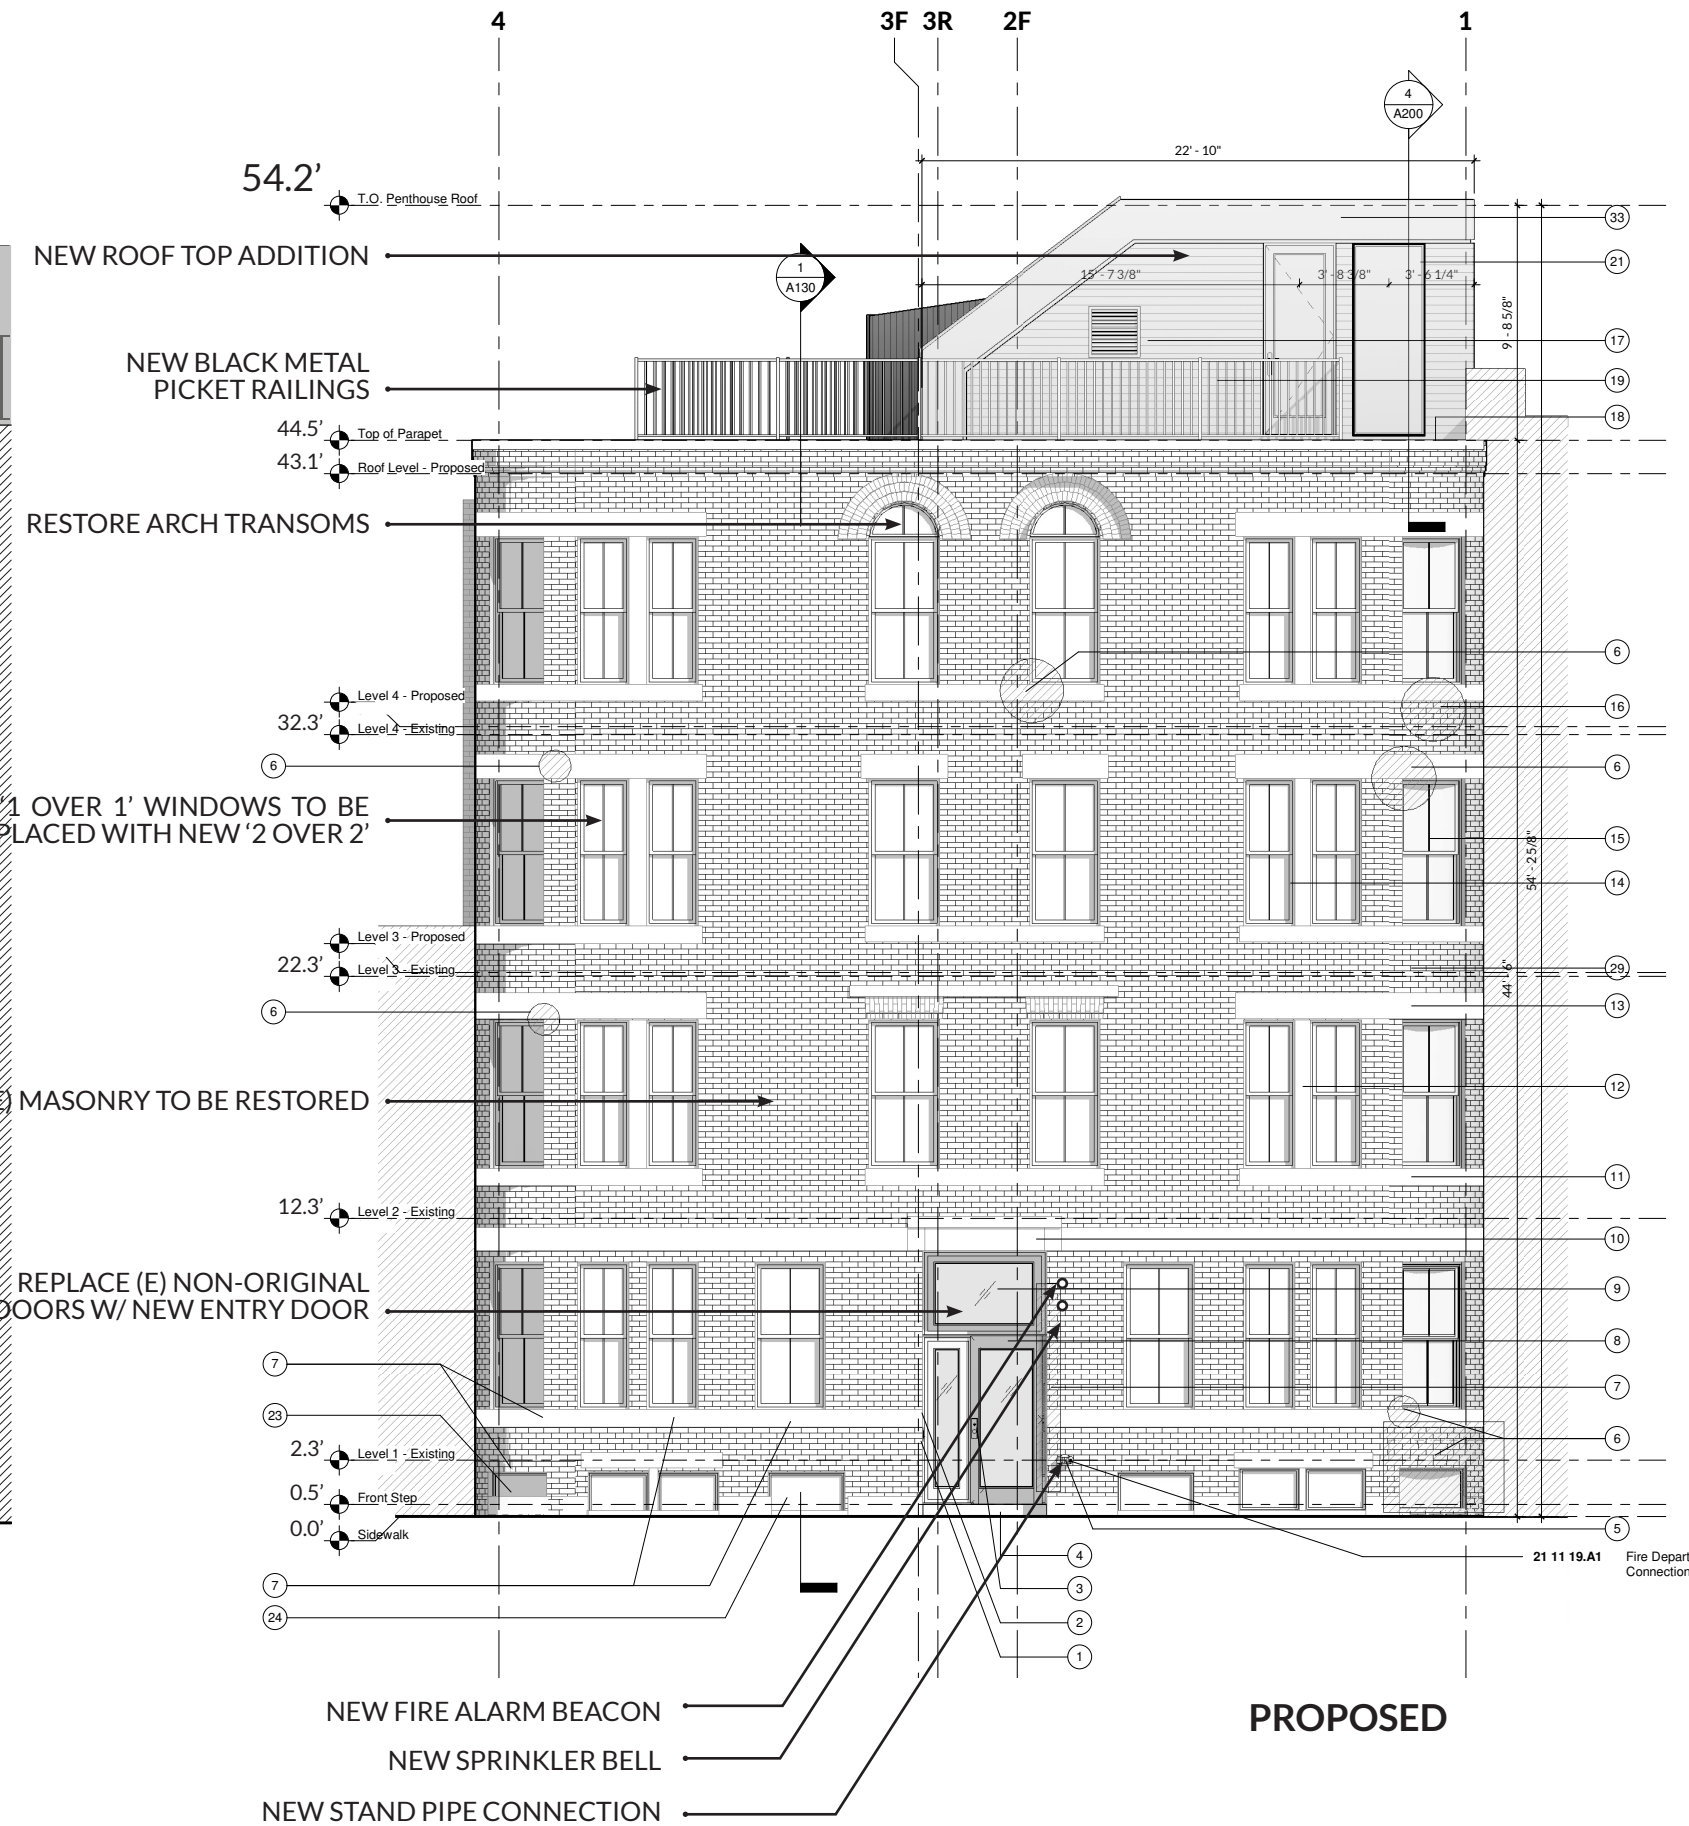 4
3F 3R 2F 1
4
A200
22' - 10"
54.2’
T.O. Penthouse Roof
33
NEW ROOF TOP ADDITION
21
1
A130
15' - 7 3/8" 3' - 8 3/8" 3' - 6 1/4"
9' - 8 5/8"
17
NEW BLACK METAL
PICKET RAILINGS
19
18
44.5’ Top of Parapet
43.1’ Roof Level - Proposed
RESTORE ARCH TRANSOMS
6
Level 4 - Proposed
16
32.3’ Level 4 - Existing
6
6
‘1 OVER 1’ WINDOWS TO BE
PLACED WITH NEW ‘2 OVER 2’
15
54' - 2 5/8"
14
Level 3 - Proposed
22.3’ Level 3 - Existing
29
44' - 6"
13
6
12
) MASONRY TO BE RESTORED
11
12.3’ Level 2 - Existing
10
REPLACE (E) NON-ORIGINAL
DOORS W/ NEW ENTRY DOOR
9
8
7
7
23
6
2.3’ Level 1 - Existing
0.5’ Front Step
0.0’ Sidewalk
5
4
21 11 19.A1 Fire Depart
Connection
7
3
24
2
1
NEW FIRE ALARM BEACON
PROPOSED
NEW SPRINKLER BELL
NEW STAND PIPE CONNECTION